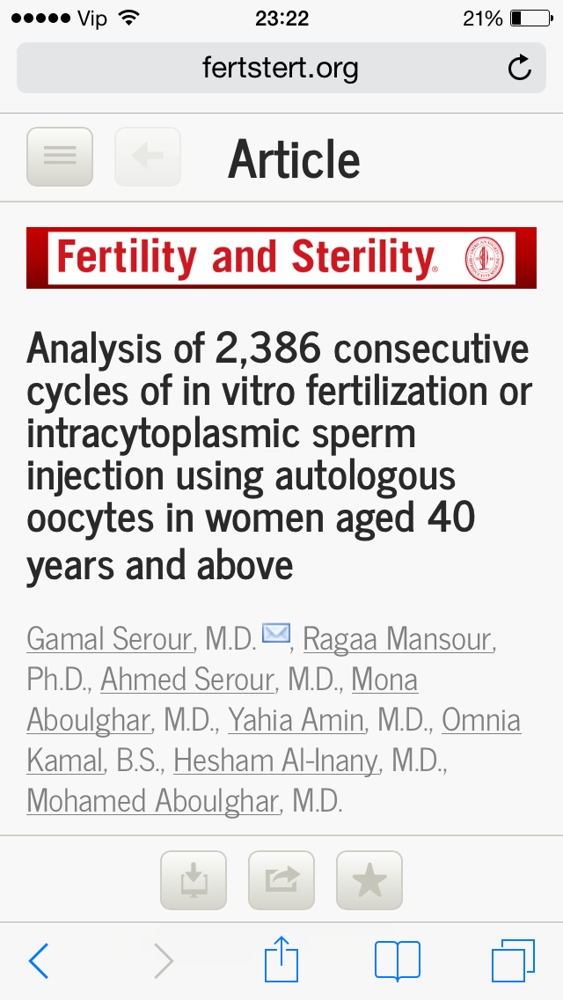 Vip 23:22 21%
fertstert.org
Article
Fertility and Sterility®
Analysis of 2,386 consecutive
cycles of in vitro fertilization or
intracytoplasmic sperm
injection using autologous
oocytes in women aged 40
years and above
Gamal Serour, M.D. , Ragaa Mansour,
Ph.D., Ahmed Serour, M.D., Mona
Aboulghar, M.D., Yahia Amin, M.D., Omnia
Kamal, B.S., Hesham Al-Inany, M.D.,
Mohamed Aboulghar, M.D.